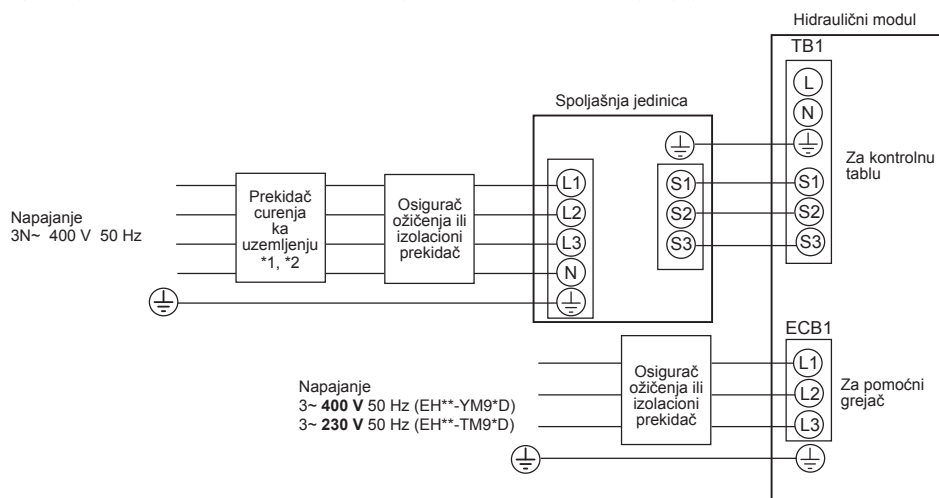 Hidraulični modul
TB1
L
N
Spoljašnja jedinica
Za kontrolnu
tablu
S1
S2
S3
S1
S2
S3
Napajanje
3N~ 400 V 50 Hz
Prekidač
curenja
ka
uzemljenju
*1, *2
Osigurač
ožičenja ili
izolacioni
prekidač
L1
L2
L3
N
ECB1
L1
L2
L3
Za pomoćni
grejač
Napajanje
3~ 400 V 50 Hz (EH**-YM9*D)
3~ 230 V 50 Hz (EH**-TM9*D)
Osigurač
ožičenja ili
izolacioni
prekidač